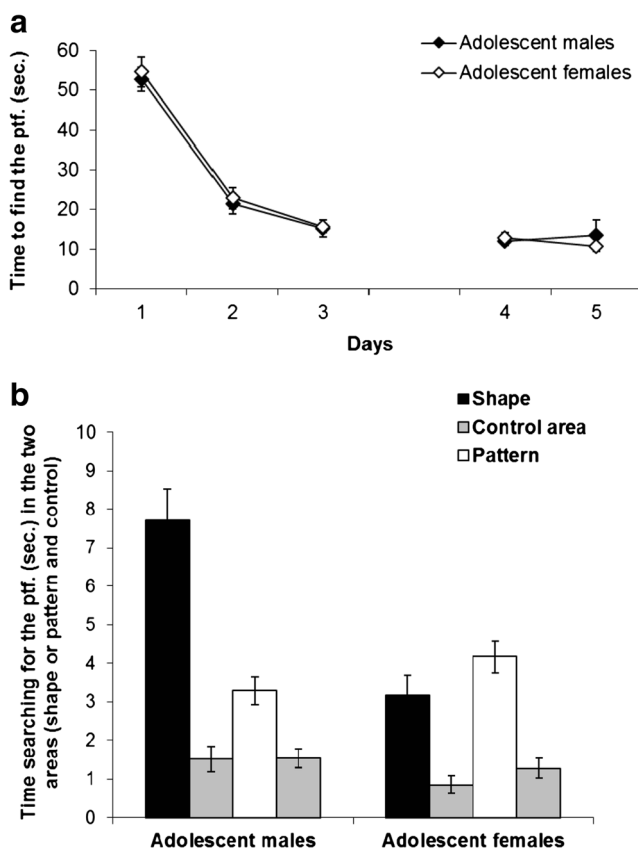 a
Adolescent males
Adolescent females
Time to find the ptf. (sec.)
60
50
40
30
20
10
0
1 2 3 4 5
Days
b
Shape
Control area
Pattern
Time searching for the ptf. (sec.) in the two
areas (shape or pattern and control)
10
9
8
7
6
5
4
3
2
1
0
Adolescent males Adolescent females